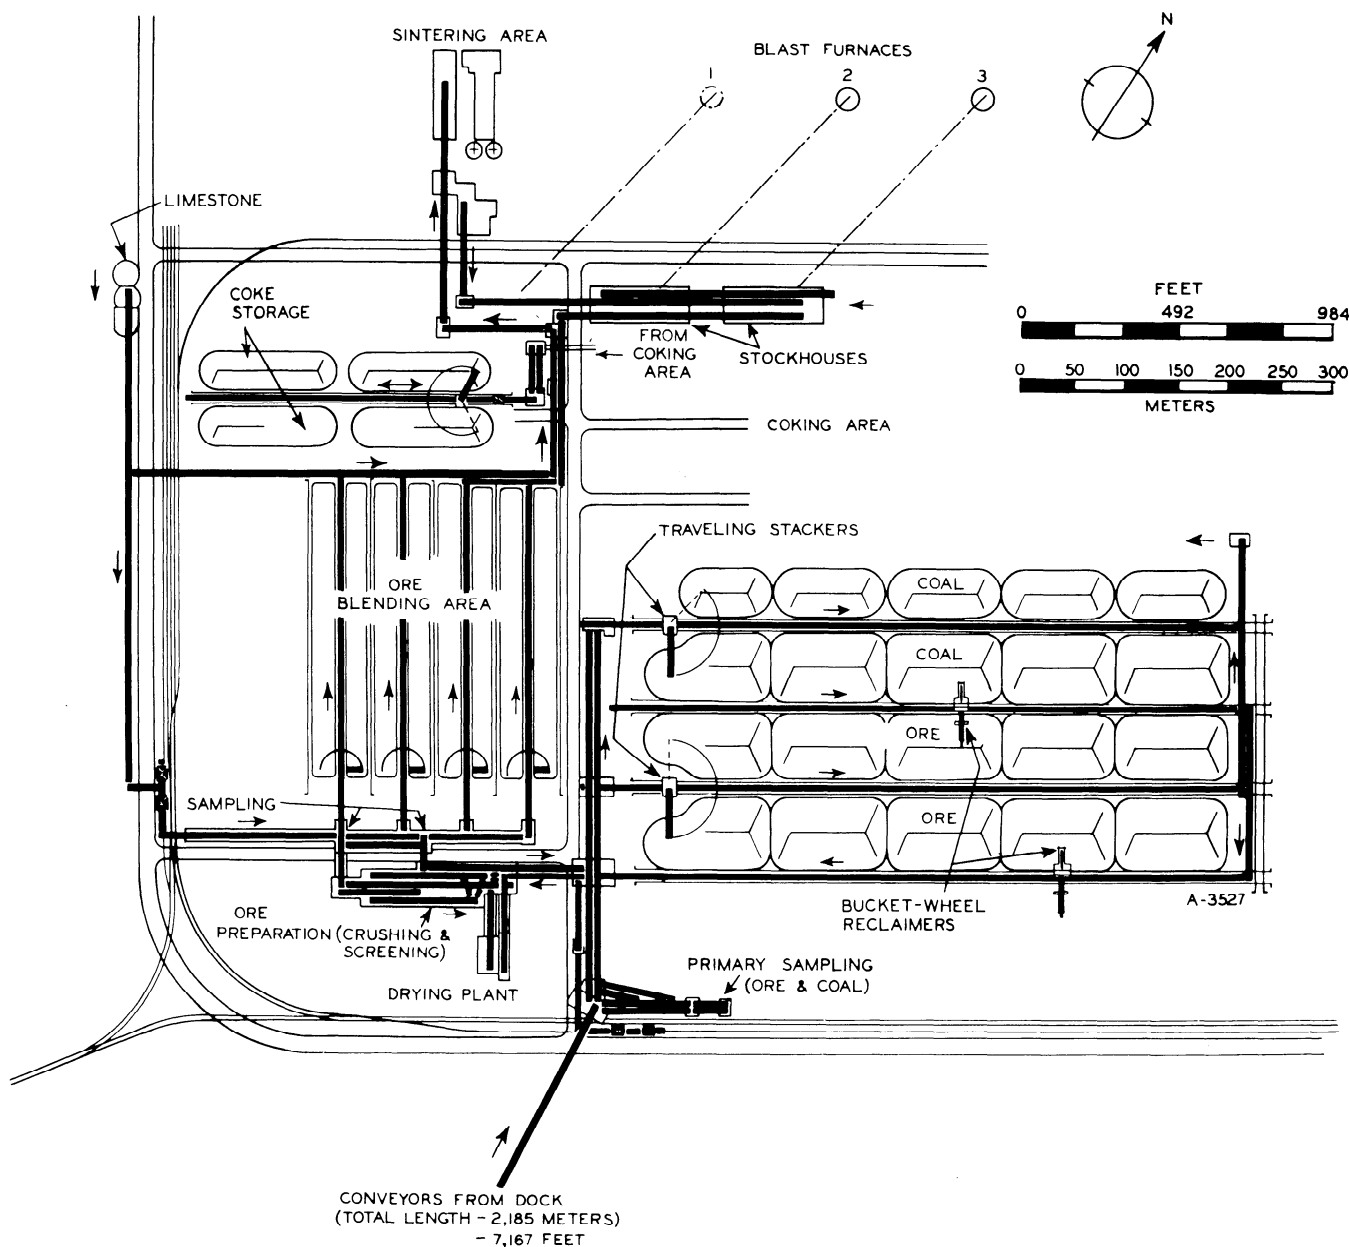 N
SINTERING AREA
BLAST FURNACES
1
2
3
LIMESTONE
COKE
STORAGE
FROM
COKING
AREA
STOCKHOUSES
FEET
0 492 984
0 50 100 150 200 250 300
METERS
COKING AREA
TRAVELING STACKERS
COAL
ORE
BLENDING AREA
COAL
ORE
SAMPLING
ORE
A-3527
BUCKET-WHEEL
RECLAIMERS
ORE
PREPARATION (CRUSHING &
SCREENING)
PRIMARY SAMPLING
(ORE & COAL)
DRYING PLANT
CONVEYORS FROM DOCK
(TOTAL LENGTH - 2,185 METERS)
- 7,167 FEET